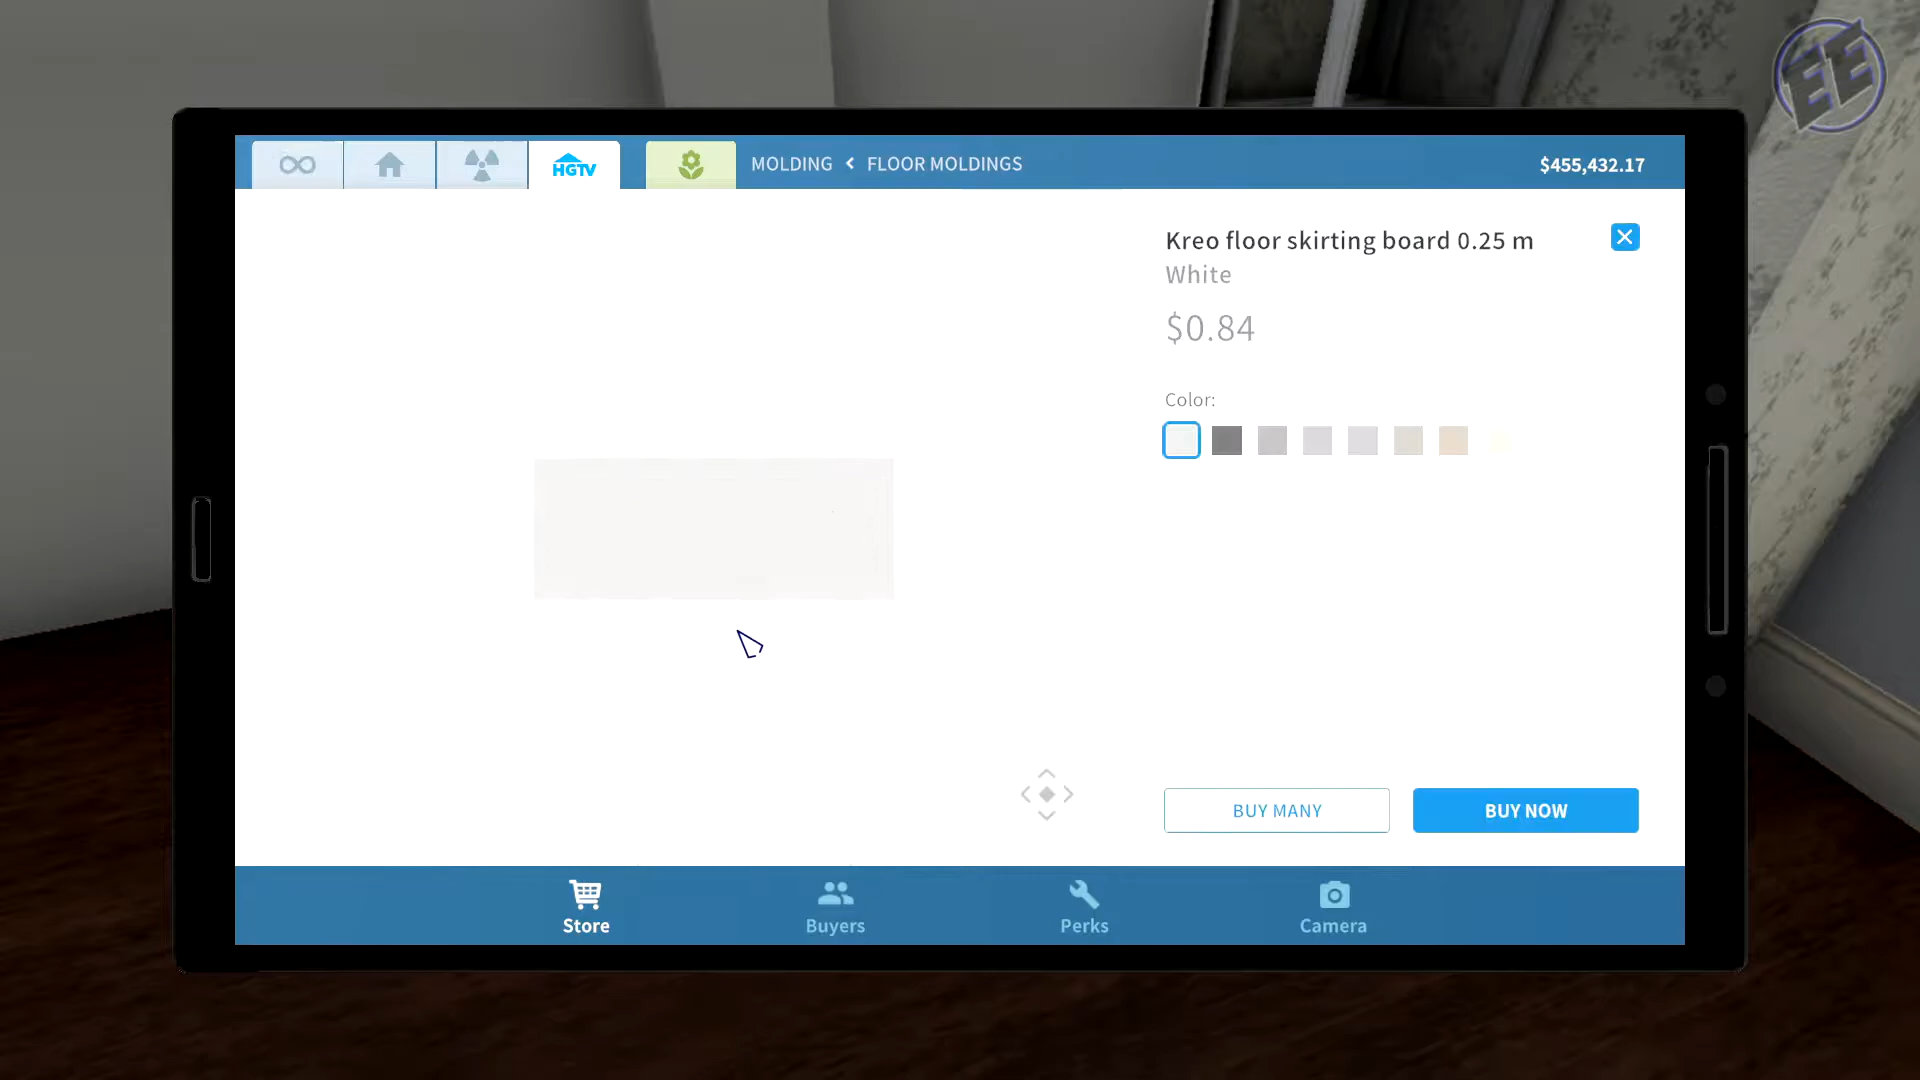 EE
HGTV
MOLDING < FLOOR MOLDINGS
$455,432.17
Kreo floor skirting board 0.25 m
White
$0.84
Color:
BUY MANY
BUY NOW
Store
Buyers
Perks
Camera